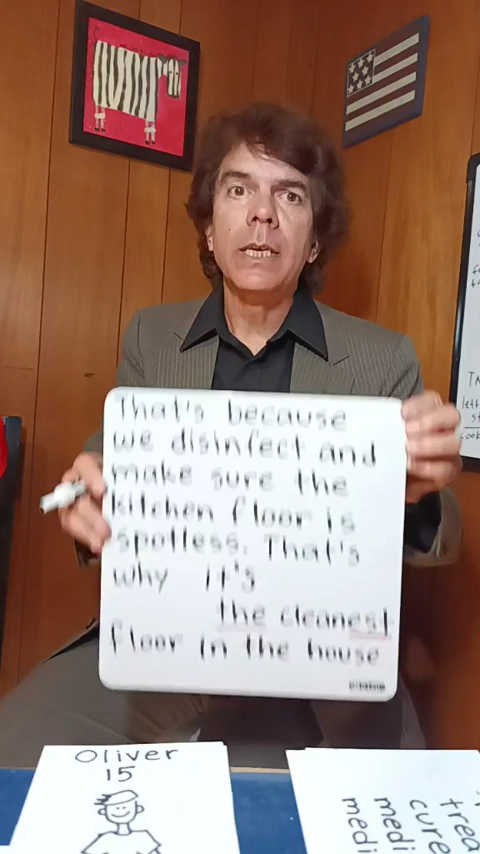 That's because
we disinfect and
make sure the
kitchen floor is
spotless. That's
why it's
the cleanest
floor in the house
Oliver
15
trea
cure
medi
medi